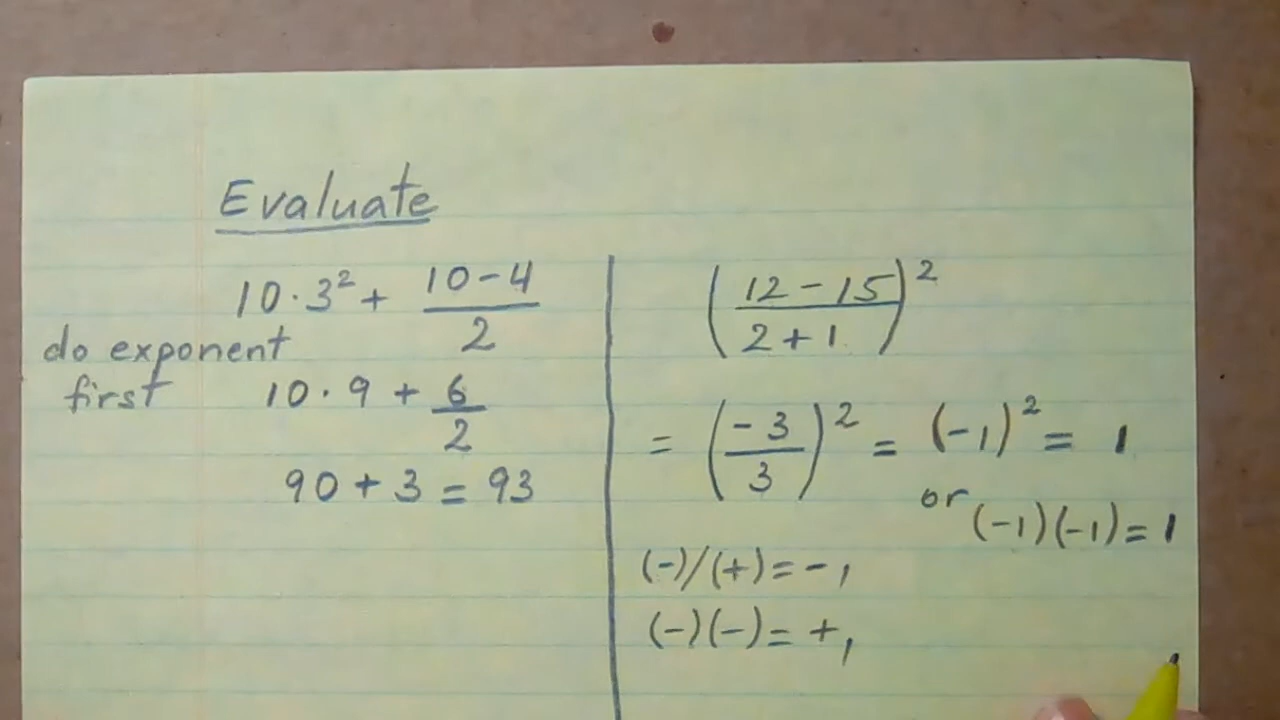 Evaluate
10·3² + (10-4)/2
do exponent
first
10·9 + 6/2
90 + 3 = 93
((12-15)/(2+1))²
= (-3/3)² = (-1)² = 1
or (-1)(-1) = 1
(-)/(+) = -,
(-)(-) = +,